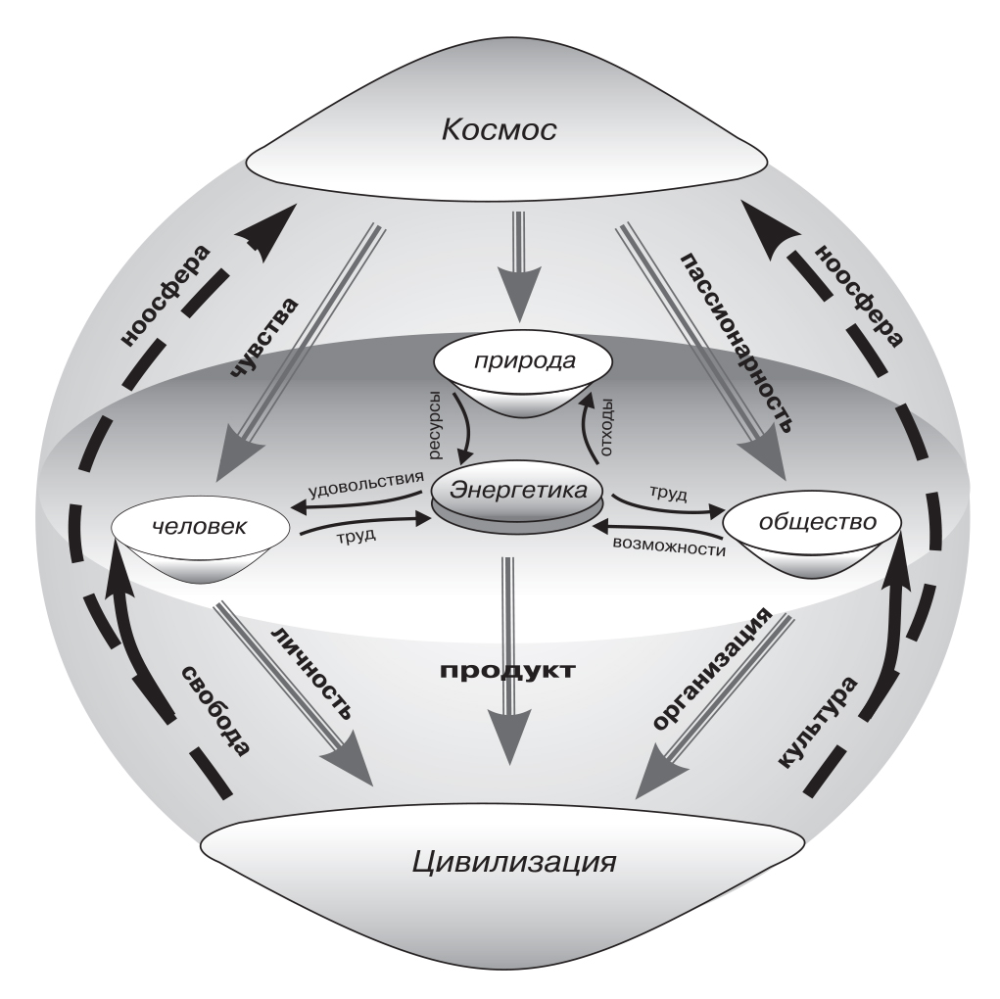 Космос
ноосфера
чувства
пассионарность
ноосфера
природа
ресурсы
отходы
удовольствия
Энергетика
труд
человек
труд
общество
возможности
свобода
личность
продукт
организация
культура
Цивилизация